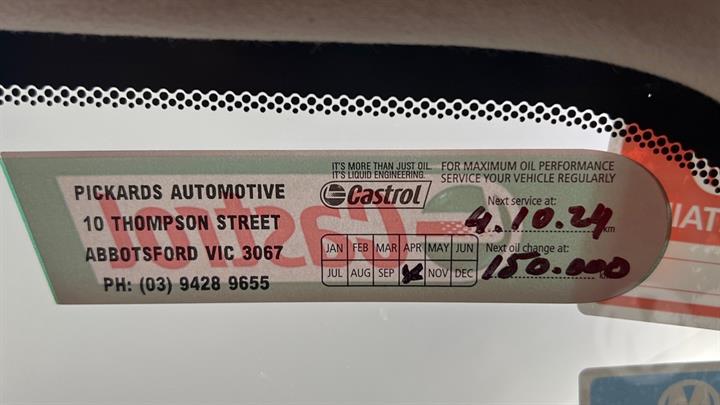 PICKARDS AUTOMOTIVE
10 THOMPSON STREET
ABBOTSFORD VIC 3067
PH: (03) 9428 9655
IT'S MORE THAN JUST OIL.
IT'S LIQUID ENGINEERING.
Castrol
FOR MAXIMUM OIL PERFORMANCE
SERVICE YOUR VEHICLE REGULARLY
Next service at:
4.10.24 km
Next oil change at:
150.000
JAN FEB MAR APR MAY JUN
JUL AUG SEP NOV DEC
Castrol
IAT